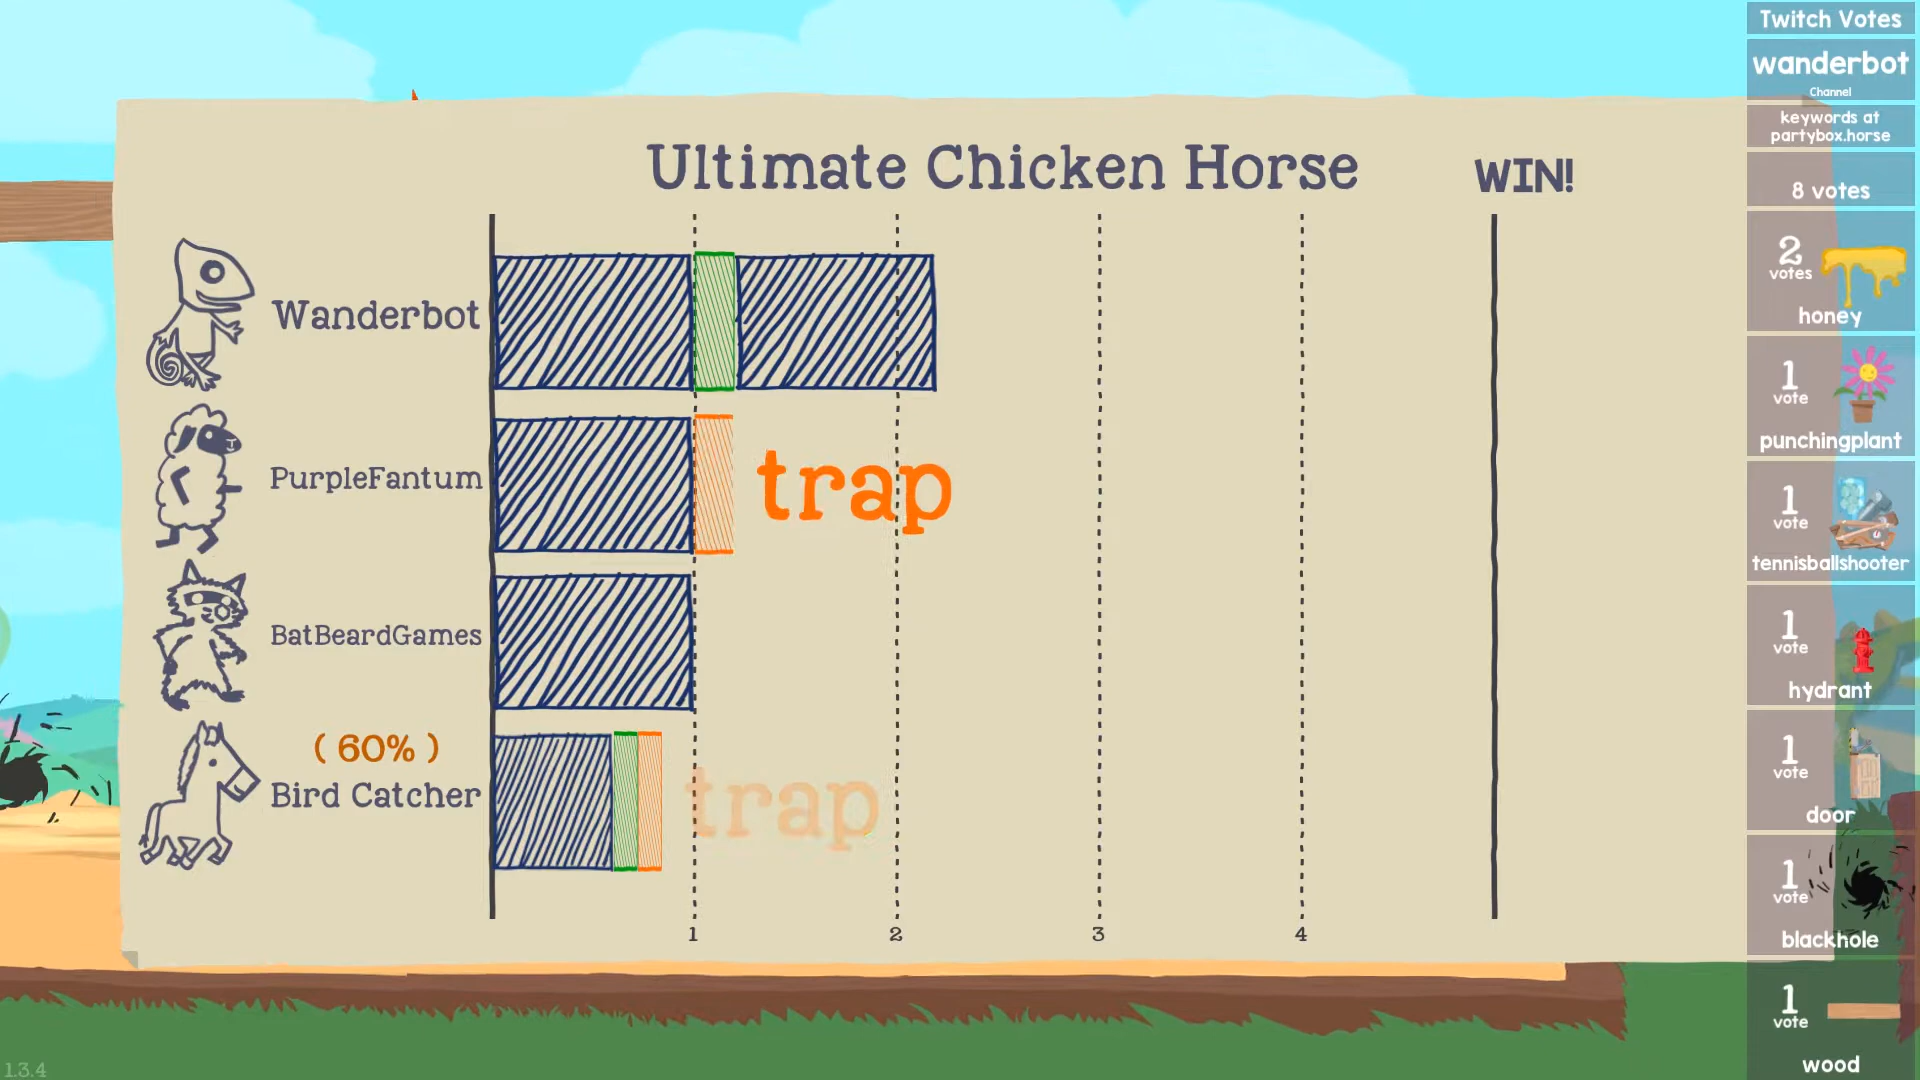 Ultimate Chicken Horse
WIN!
Wanderbot
PurpleFantum
trap
BatBeardGames
( 60% )
Bird Catcher
trap
1 2 3 4
1.3.4
Twitch Votes
wanderbot
Channel
keywords at
partybox.horse
8 votes
2
votes
honey
1
vote
punchingplant
1
vote
tennisballshooter
1
vote
hydrant
1
vote
door
1
vote
blackhole
1
vote
wood